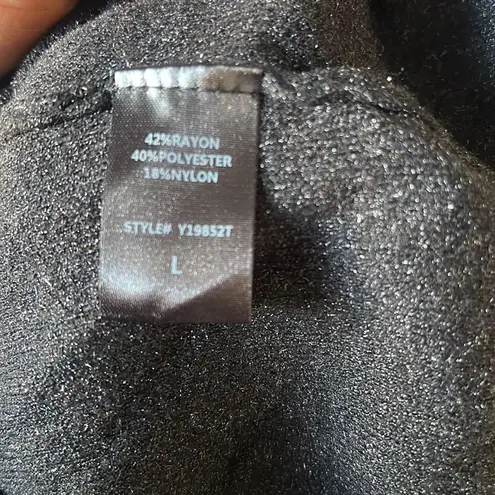 42%RAYON
40%POLYESTER
18%NYLON
STYLE# Y19852T
L